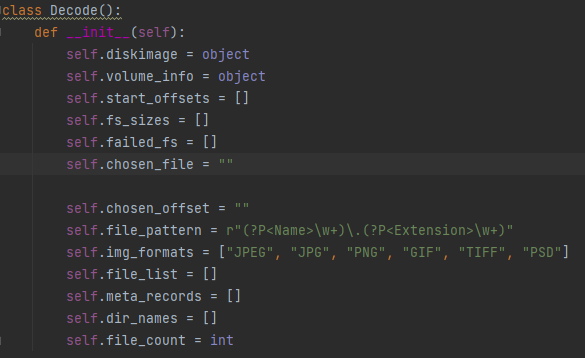 class Decode():
    def __init__(self):
        self.diskimage = object
        self.volume_info = object
        self.start_offsets = []
        self.fs_sizes = []
        self.failed_fs = []
        self.chosen_file = ""
        self.chosen_offset = ""
        self.file_pattern = r"(?P<Name>\w+)\.(?P<Extension>\w+)"
        self.img_formats = ["JPEG", "JPG", "PNG", "GIF", "TIFF", "PSD"]
        self.file_list = []
        self.meta_records = []
        self.dir_names = []
        self.file_count = int